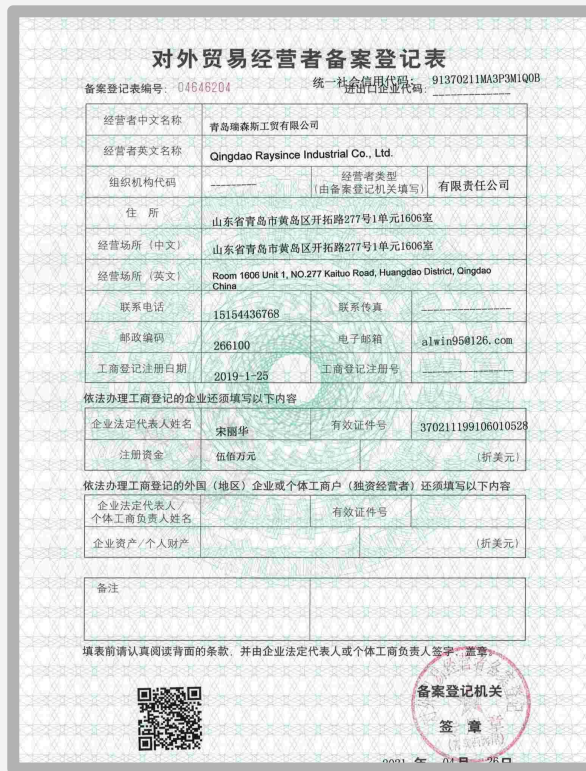 对外贸易经营者备案登记表
统一社会信用代码: 91370211MA3P3M1Q0B
备案登记表编号: 04646204
进出口企业代码:
经营者中文名称 青岛瑞森斯工贸有限公司
经营者英文名称 Qingdao Raysince Industrial Co., Ltd.
组织机构代码 --------- 经营者类型 (由备案登记机关填写) 有限责任公司
住 所 山东省青岛市黄岛区开拓路277号1单元1606室
经营场所 (中文) 山东省青岛市黄岛区开拓路277号1单元1606室
经营场所 (英文) Room 1606 Unit 1, NO.277 Kaituo Road, Huangdao District, Qingdao
China
联系电话 15154436768 联系传真 ----------------
邮政编码 266100 电子邮箱 alwin95@126.com
工商登记注册日期 2019-1-25 工商登记注册号 ----------------
依法办理工商登记的企业还须填写以下内容
企业法定代表人姓名 宋丽华 有效证件号 370211199106010528
注册资金 伍佰万元 (折美元)
依法办理工商登记的外国 (地区) 企业或个体工商户 (独资经营者) 还须填写以下内容
企业法定代表人/
个体工商负责人姓名 有效证件号
企业资产/个人财产 (折美元)
备注
填表前请认真阅读背面的条款, 并由企业法定代表人或个体工商负责人签字、盖章。
备案登记机关
签 章
2021 年 04月 26日